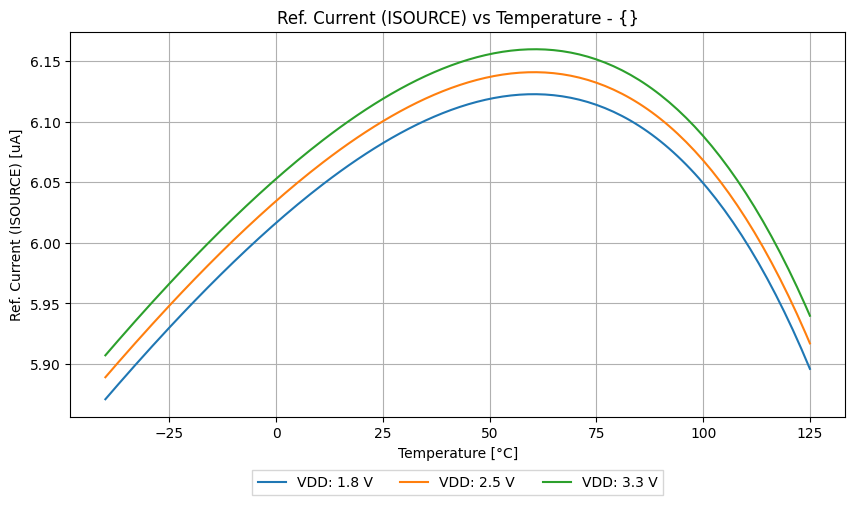 Ref. Current (ISOURCE) vs Temperature - {}
Ref. Current (ISOURCE) [uA]
6.15
6.10
6.05
6.00
5.95
5.90
−25 0 25 50 75 100 125
Temperature [°C]
VDD: 1.8 V VDD: 2.5 V VDD: 3.3 V